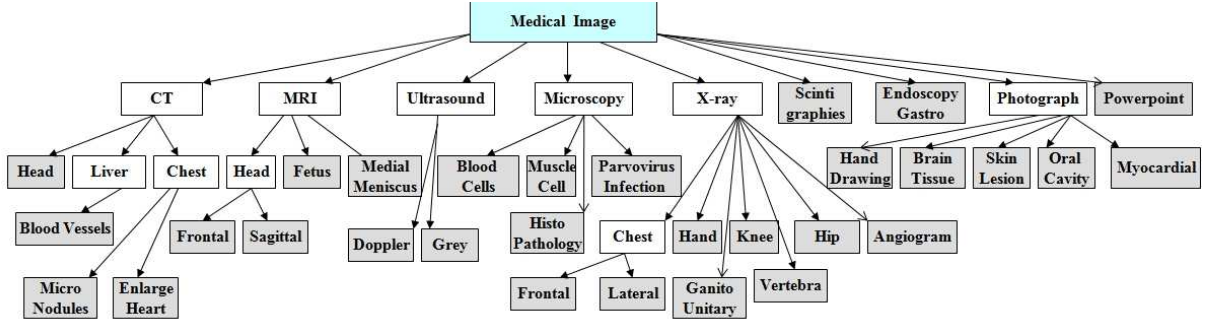 Medical Image
CT
MRI
Ultrasound
Microscopy
X-ray
Scinti
graphies
Endoscopy
Gastro
Photograph
Powerpoint
Head
Liver
Chest
Head
Fetus
Medial
Meniscus
Blood
Cells
Muscle
Cell
Parvovirus
Infection
Hand
Drawing
Brain
Tissue
Skin
Lesion
Oral
Cavity
Myocardial
Blood Vessels
Frontal
Sagittal
Doppler
Grey
Histo
Pathology
Chest
Hand
Knee
Hip
Angiogram
Micro
Nodules
Enlarge
Heart
Frontal
Lateral
Ganito
Unitary
Vertebra